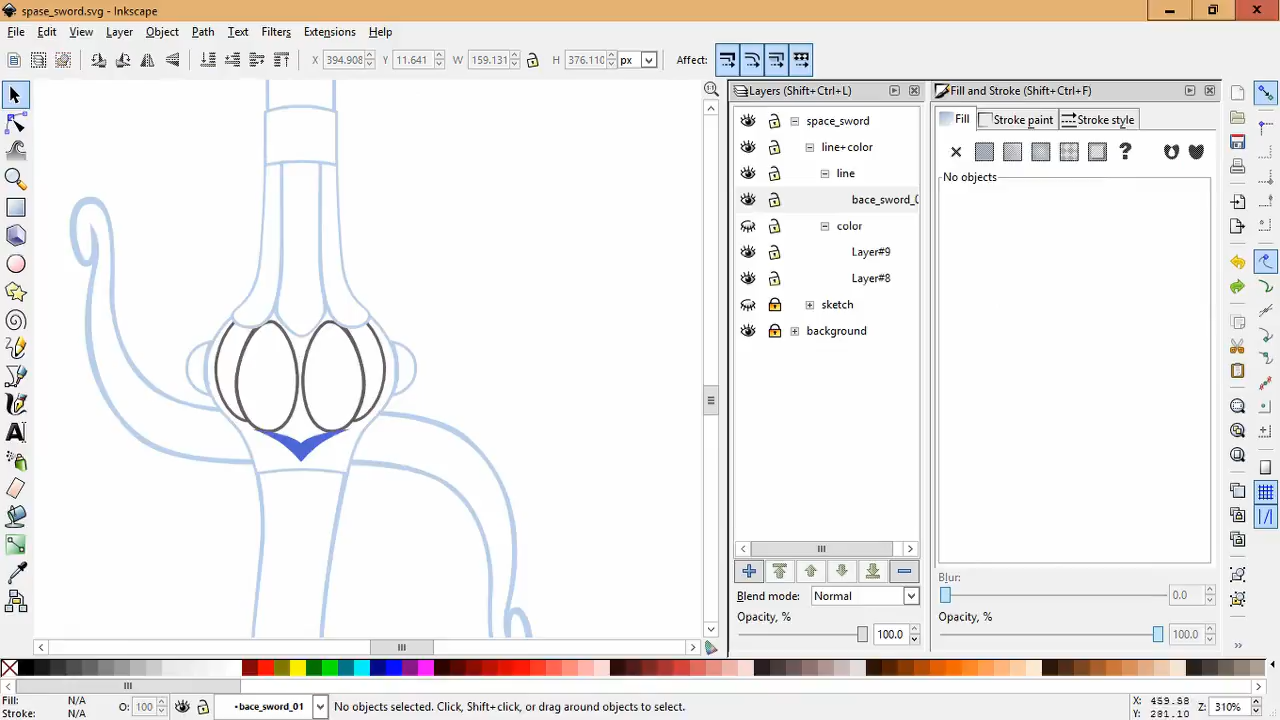 spase_sword.svg - Inkscape
File Edit View Layer Object Path Text Filters Extensions Help
X 394.908 Y 11.641 W 159.131 H 376.110 px Affect:
Layers (Shift+Ctrl+L)
space_sword
line+color
line
bace_sword_0
color
Layer#9
Layer#8
sketch
background
Blend mode: Normal
Opacity, %
100.0
Fill and Stroke (Shift+Ctrl+F)
Fill Stroke paint Stroke style
?
No objects
Blur:
0.0
Opacity, %
100.0
Fill: N/A
Stroke: N/A
O: 100
•bace_sword_01
No objects selected. Click, Shift+click, or drag around objects to select.
X: 459.68
Y: 281.10
Z: 310%